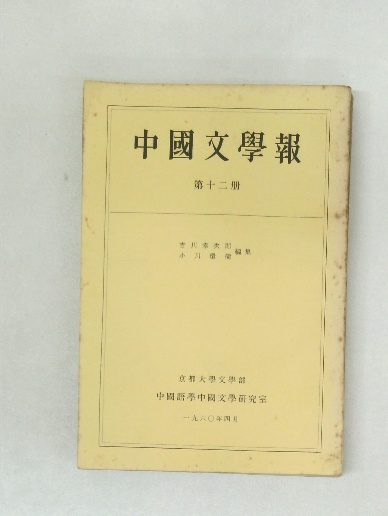 中國文學報
第十二册
吉川幸次郎
小川環樹
編集
京都大學文學部
中國語學中國文學硏究室
一九六〇年四月